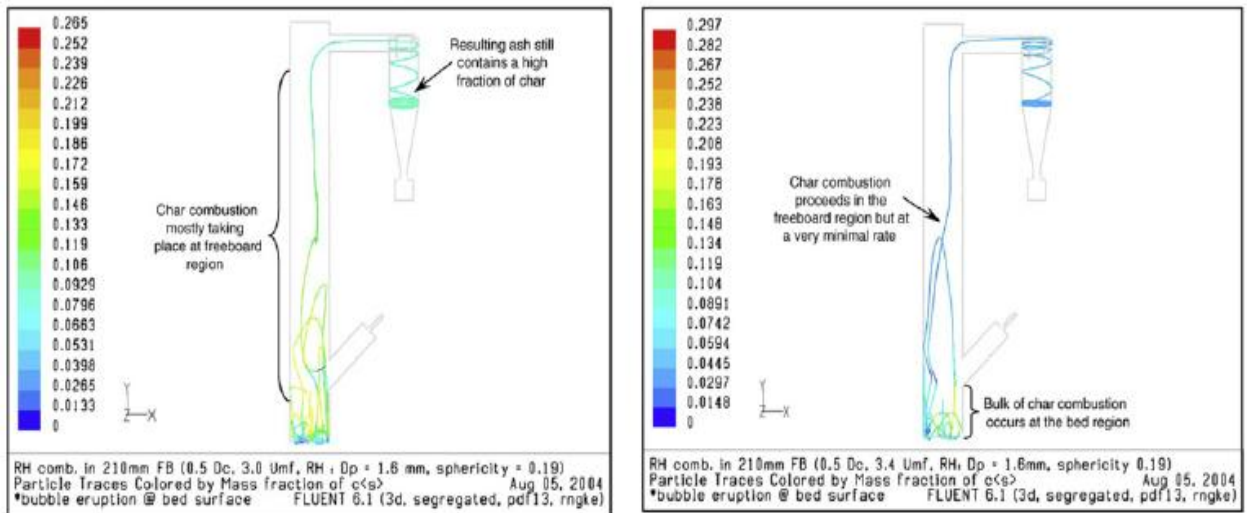 0.265
0.252
0.239
0.226
0.212
0.199
0.186
0.172
0.159
0.146
0.133
0.119
0.106
0.0929
0.0796
0.0663
0.0531
0.0398
0.0265
0.0133
0
Resulting ash still
contains a high
fraction of char
Char combustion
mostly taking
place at freeboard
region
Y
Z
X
RH comb. in 210mm FB (0.5 Dc, 3.0 Umf, RH: Dp = 1.6 mm, sphericity = 0.19)
Particle Traces Colored by Mass fraction of c<s>
Aug 05, 2004
*bubble eruption @ bed surface
FLUENT 6.1 (3d, segregated, pdf13, rngke)
0.297
0.282
0.267
0.252
0.238
0.223
0.208
0.193
0.178
0.163
0.148
0.134
0.119
0.104
0.0891
0.0742
0.0594
0.0445
0.0297
0.0148
0
Char combustion
proceeds in the
freeboard region but at
a very minimal rate
Bulk of char combustion
occurs at the bed region
Y
Z
X
RH comb. in 210mm FB (0.5 Dc, 3.4 Umf, RH: Dp = 1.6mm, sphericity 0.19)
Particle Traces Colored by Mass fraction of c<s>
Aug 05, 2004
*bubble eruption @ bed surface
FLUENT 6.1 (3d, segregated, pdf13, rngke)